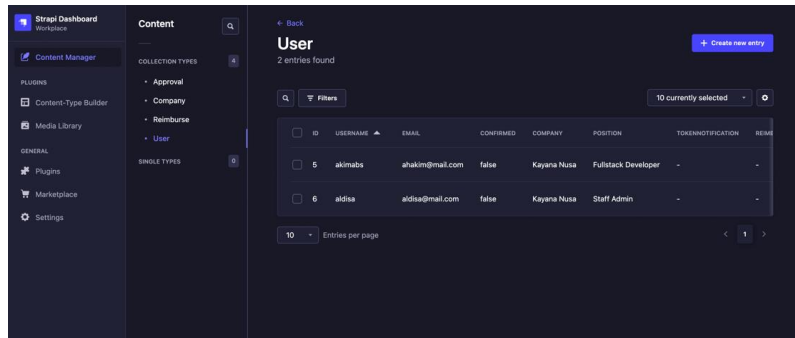 Strapi Dashboard
Workplace
Content Manager
PLUGINS
Content-Type Builder
Media Library
GENERAL
Plugins
Marketplace
Settings
Content
COLLECTION TYPES 4
Approval
Company
Reimburse
User
SINGLE TYPES 0
← Back
User
2 entries found
+ Create new entry
Filters
10 currently selected
ID USERNAME EMAIL CONFIRMED COMPANY POSITION TOKENNOTIFICATION REIME
5 akimabs ahakim@mail.com false Kayana Nusa Fullstack Developer - -
6 aldisa aldisa@mail.com false Kayana Nusa Staff Admin - -
10 Entries per page
< 1 >